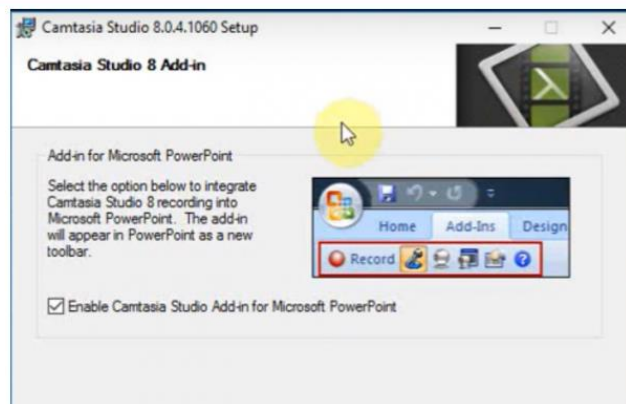 Camtasia Studio 8.0.4.1060 Setup
Camtasia Studio 8 Add-in
Add-in for Microsoft PowerPoint
Select the option below to integrate
Camtasia Studio 8 recording into
Microsoft PowerPoint. The add-in
will appear in PowerPoint as a new
toolbar.
Home Add-Ins Design
Record
Enable Camtasia Studio Add-in for Microsoft PowerPoint